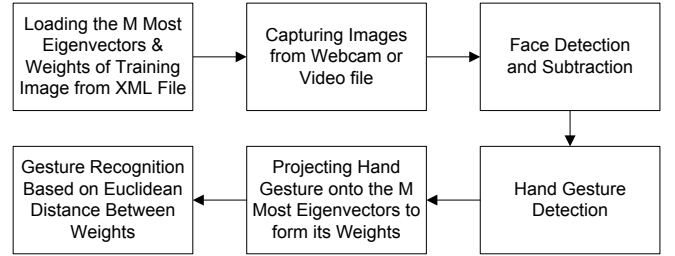 Loading the M Most
Eigenvectors &
Weights of Training
Image from XML File
Capturing Images
from Webcam or
Video file
Face Detection
and Subtraction
Hand Gesture
Detection
Projecting Hand
Gesture onto the M
Most Eigenvectors to
form its Weights
Gesture Recognition
Based on Euclidean
Distance Between
Weights